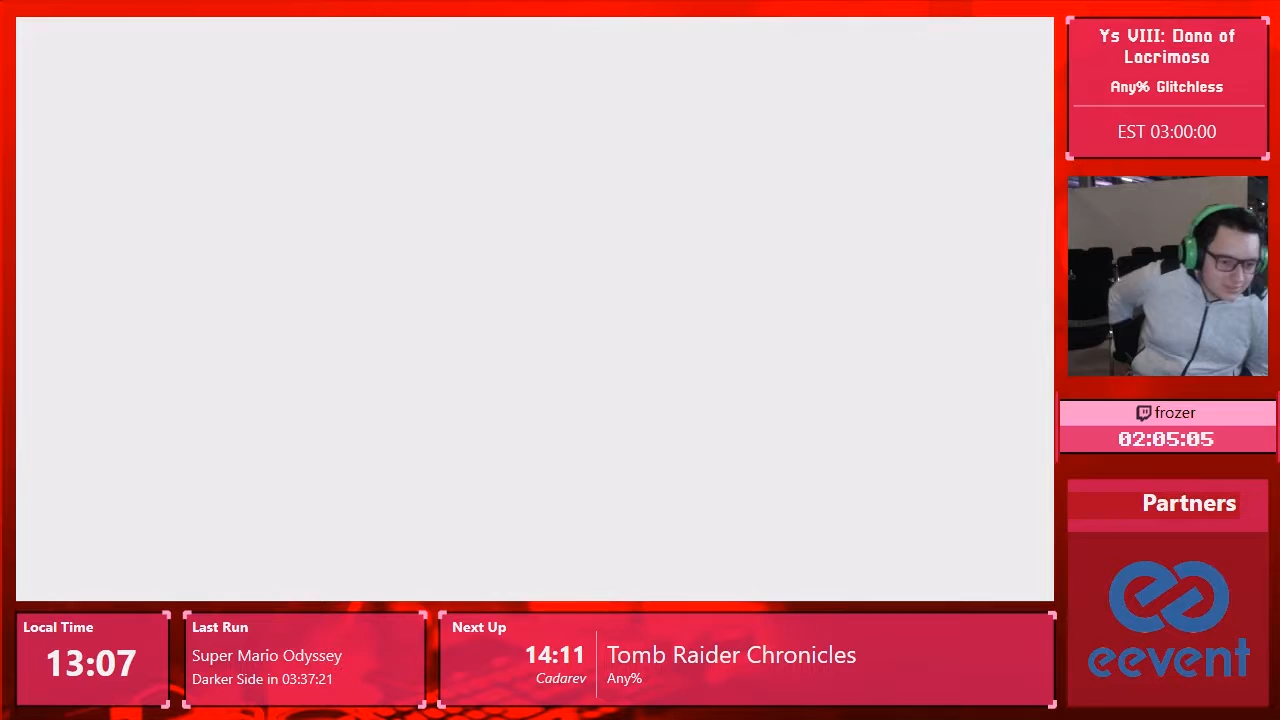 Ys VIII: Dana of
Lacrimosa
Any% Glitchless
EST 03:00:00
frozer
02:05:05
Partners
eevent
Local Time
13:07
Last Run
Super Mario Odyssey
Darker Side in 03:37:21
Next Up
14:11
Cadarev
Tomb Raider Chronicles
Any%